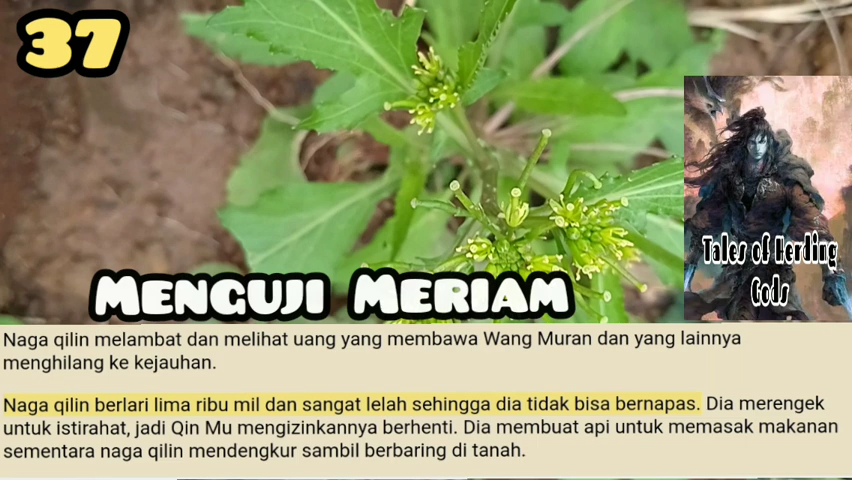 37
Tales of Herding
Gods
MENGUJI MERIAM
Naga qilin melambat dan melihat uang yang membawa Wang Muran dan yang lainnya
menghilang ke kejauhan.
Naga qilin berlari lima ribu mil dan sangat lelah sehingga dia tidak bisa bernapas. Dia merengek
untuk istirahat, jadi Qin Mu mengizinkannya berhenti. Dia membuat api untuk memasak makanan
sementara naga qilin mendengkur sambil berbaring di tanah.